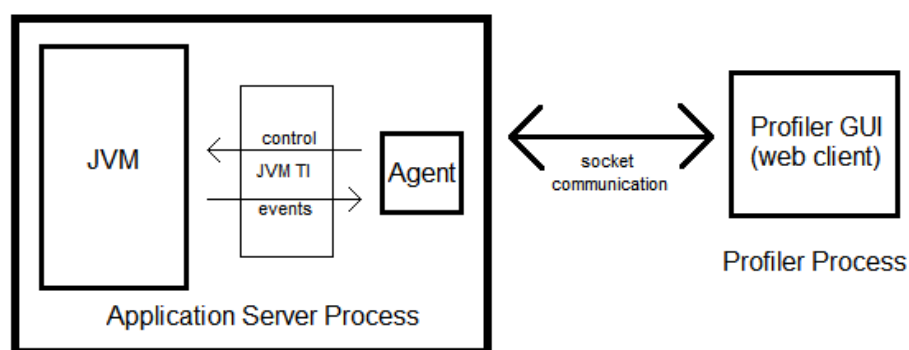 JVM
control
JVM TI
events
Agent
Application Server Process
socket
communication
Profiler GUI
(web client)
Profiler Process